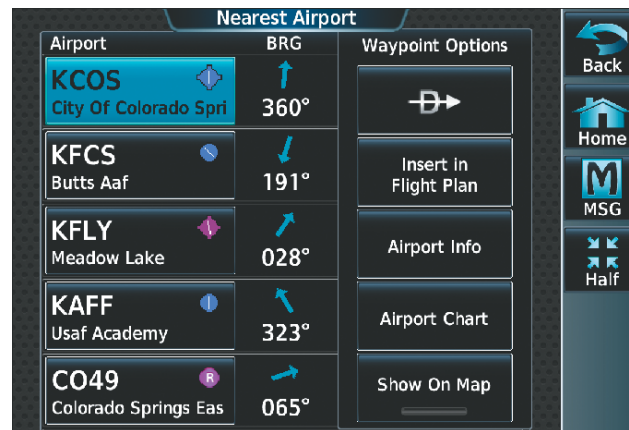 Nearest Airport
Airport
BRG
KCOS
City Of Colorado Spri
360°
KFCS
Butts Aaf
191°
KFLY
Meadow Lake
028°
KAFF
Usaf Academy
323°
CO49
R
Colorado Springs Eas
065°
Waypoint Options
D
Insert in
Flight Plan
Airport Info
Airport Chart
Show On Map
Back
Home
M
MSG
Half